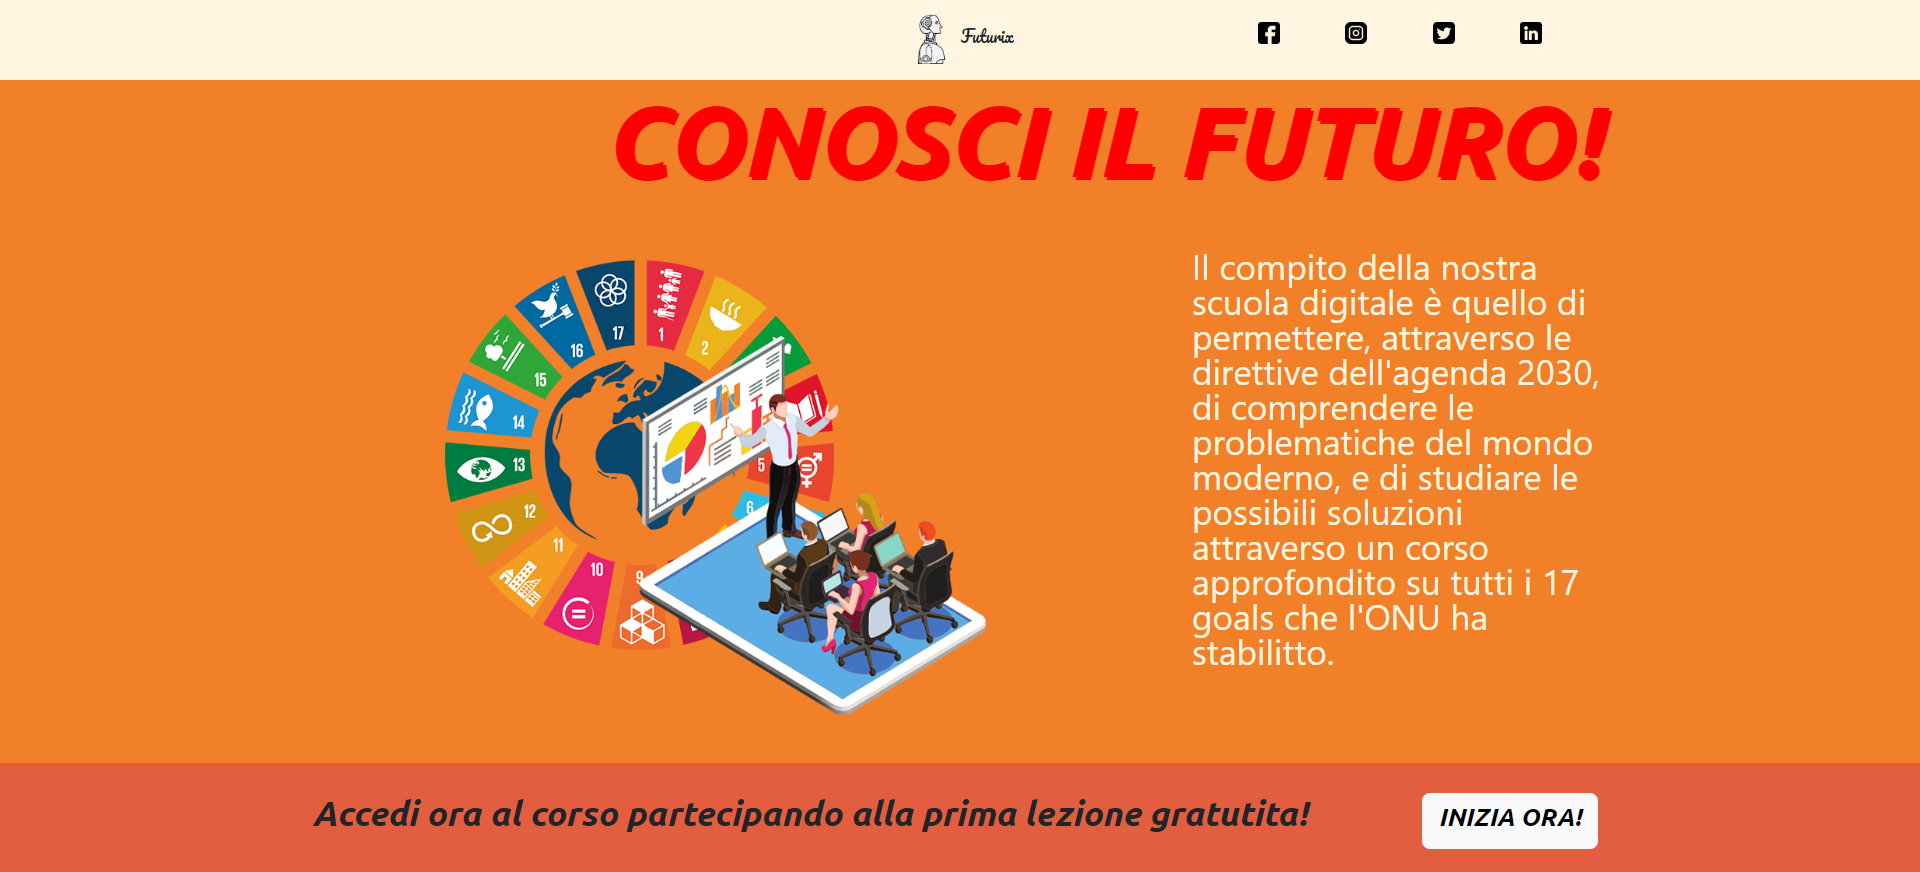 Futurix
CONOSCI IL FUTURO!
Il compito della nostra
scuola digitale è quello di
permettere, attraverso le
direttive dell'agenda 2030,
di comprendere le
problematiche del mondo
moderno, e di studiare le
possibili soluzioni
attraverso un corso
approfondito su tutti i 17
goals che l'ONU ha
stabilitto.
17
1
16
2
15
14
13
5
12
6
11
10
9
Accedi ora al corso partecipando alla prima lezione gratutita!
INIZIA ORA!